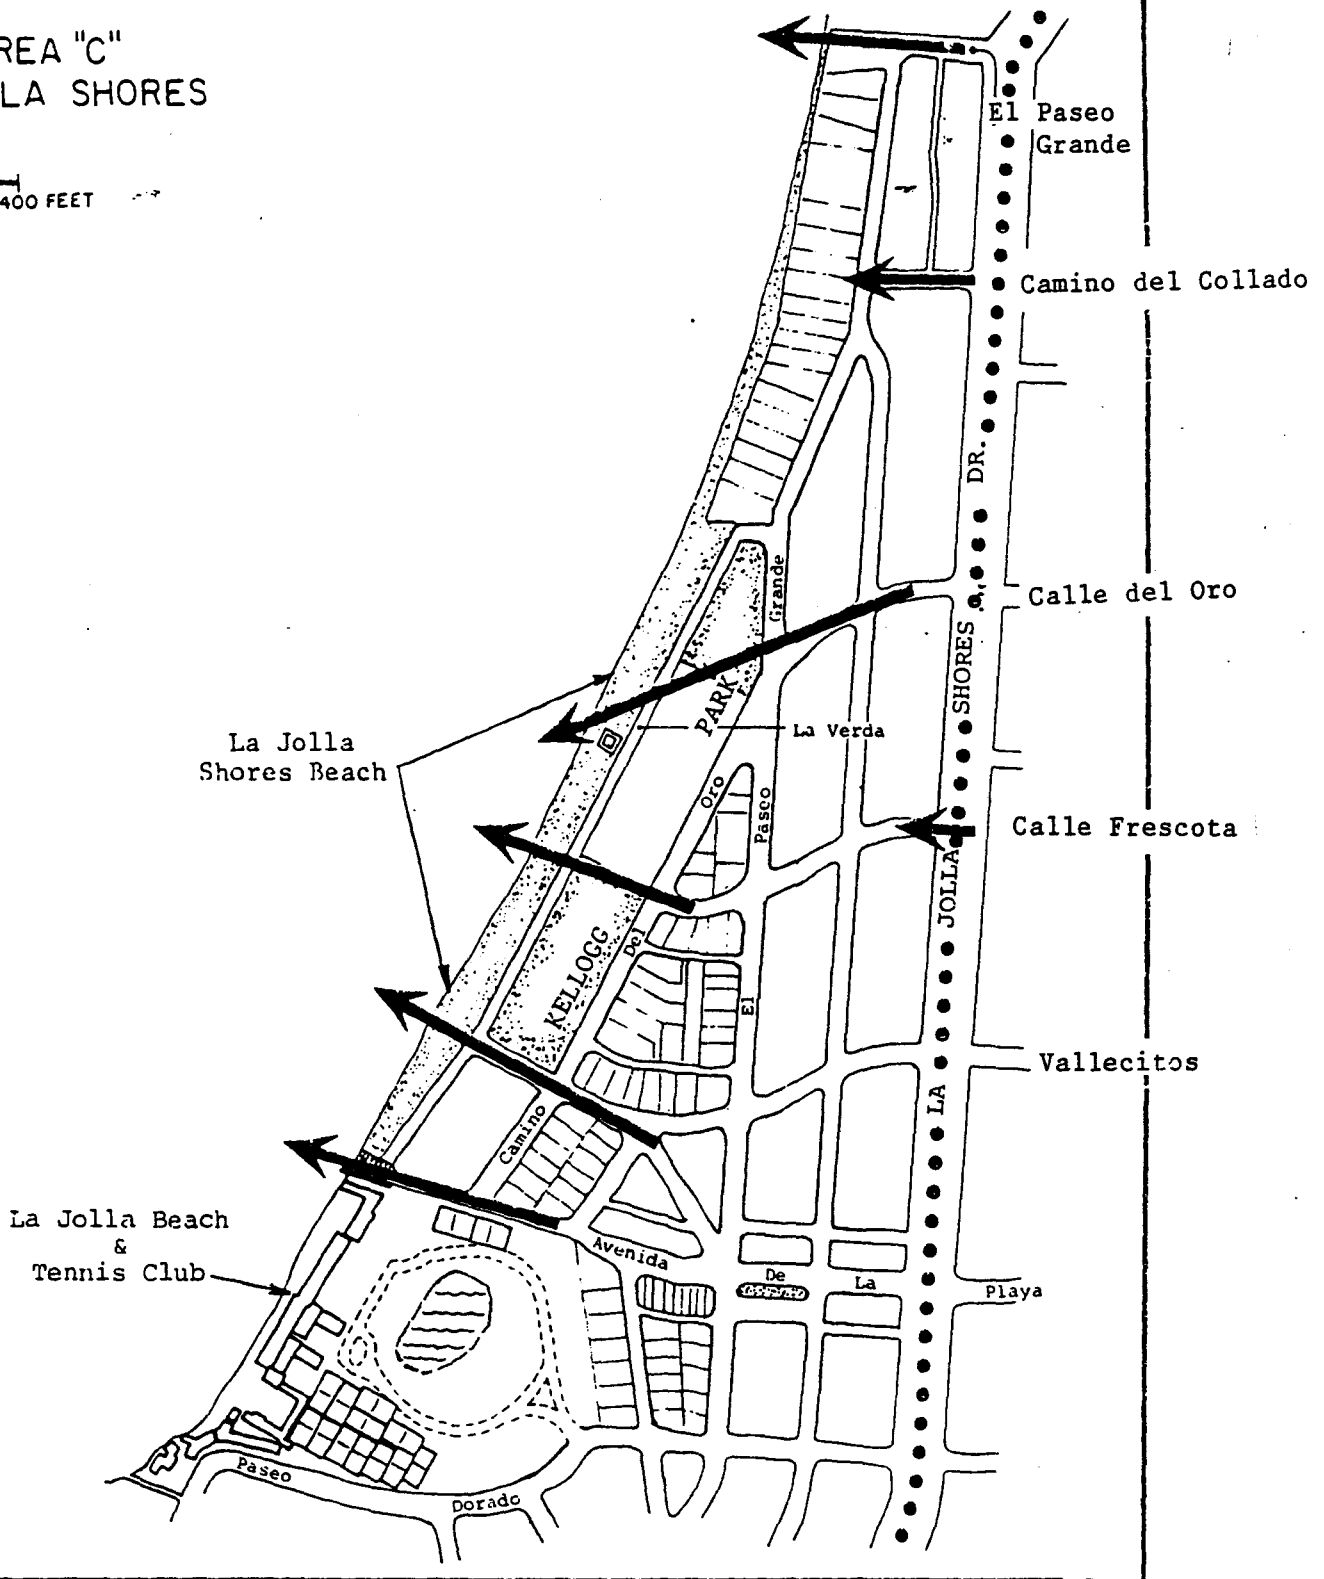 REA "C"
LA SHORES
400 FEET
El Paseo
Grande
Camino del Collado
DR.
Grande
Calle del Oro
SHORES
PARK
La Verda
La Jolla
Shores Beach
Oro
Paseo
Calle Frescota
JOLLA
Del
KELLOGG
El
Vallecitos
LA
Camino
La Jolla Beach
&
Tennis Club
Avenida
De
La
Playa
Paseo
Dorado